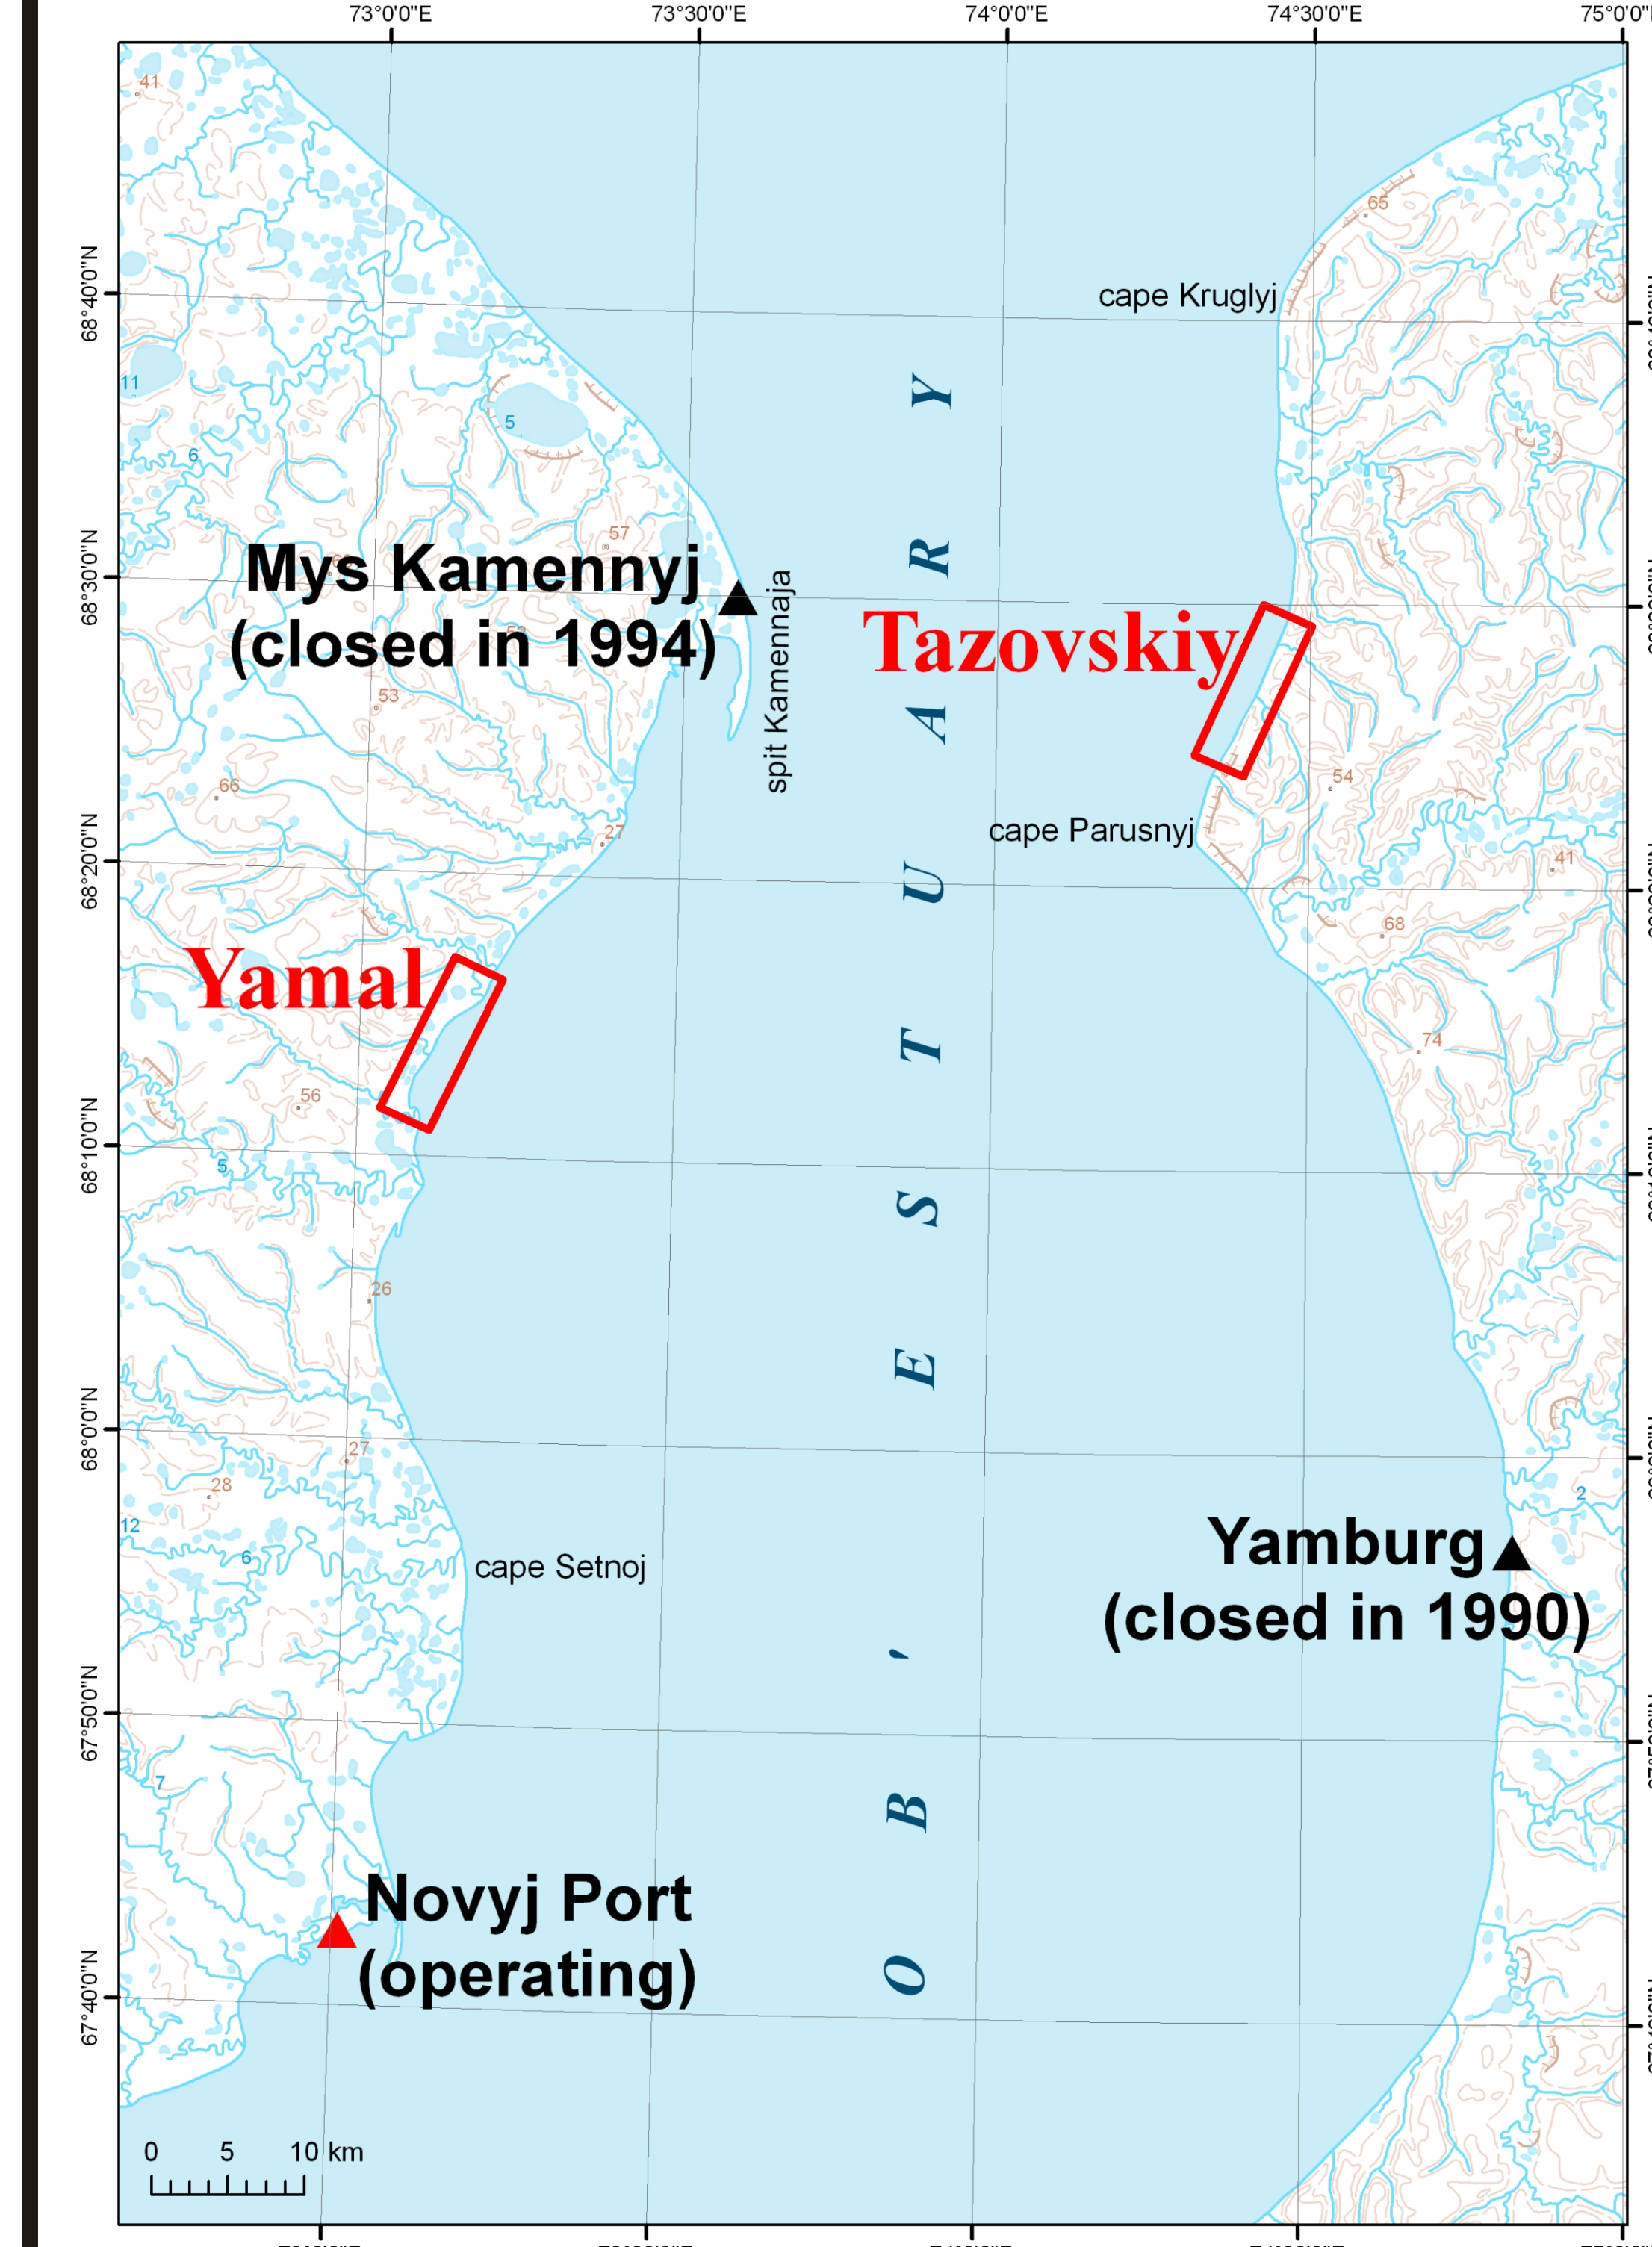 73°0'0"E 73°30'0"E 74°0'0"E 74°30'0"E
41
65
68°40'0"N
cape Kruglyj
11
5
6
Y
57
R
68°30'0"N
Mys Kamennyj
(closed in 1994)
spit Kamennaja
Tazovskiy
53
A
66
54
27
cape Parusnyj
68°20'0"N
41
U
68
Yamal
74
T
56
68°10'0"N
5
S
26
E
68°0'0"N
27
28
2
12
6
cape Setnoj
Yamburg
(closed in 1990)
'
67°50'0"N
7
B
Novyj Port
(operating)
O
67°40'0"N
0 5 10 km